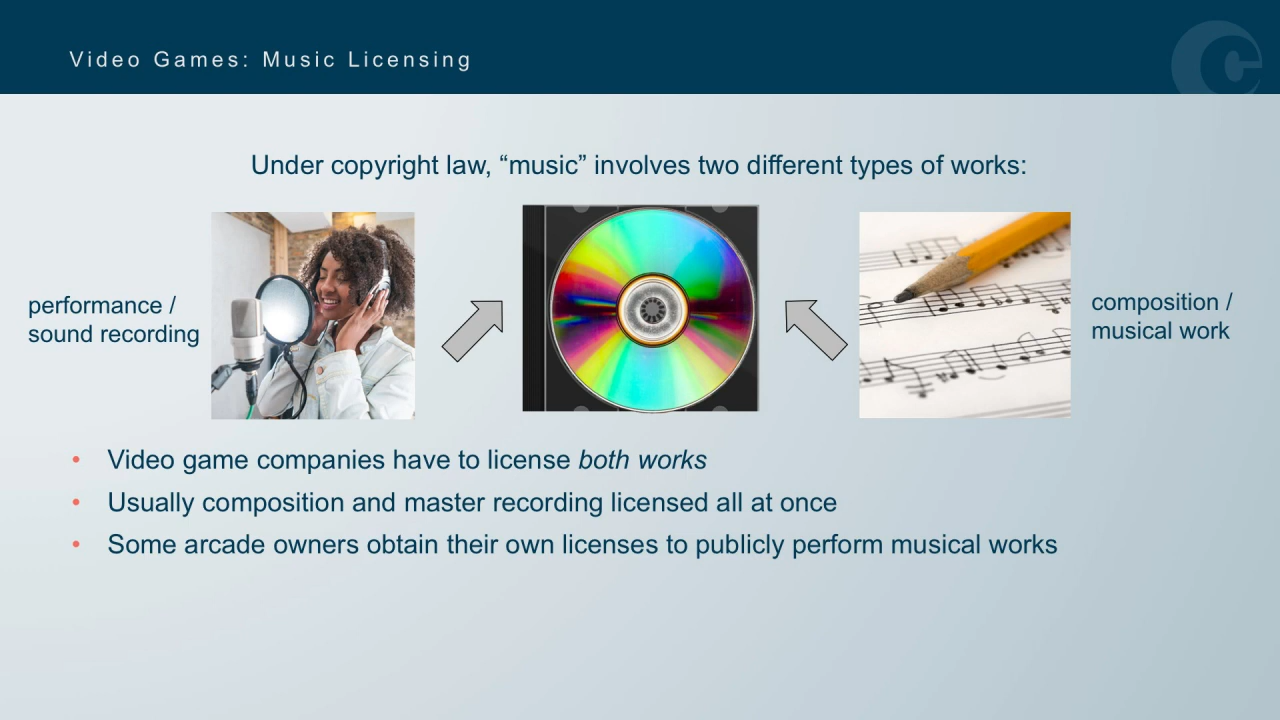 Video Games: Music Licensing
Under copyright law, “music” involves two different types of works:
performance /
sound recording
composition /
musical work
• Video game companies have to license both works
• Usually composition and master recording licensed all at once
• Some arcade owners obtain their own licenses to publicly perform musical works